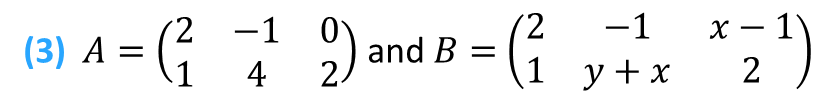 (3) A = (2 −1 0
1 4 2) and B = (2 −1 x − 1
1 y + x 2)